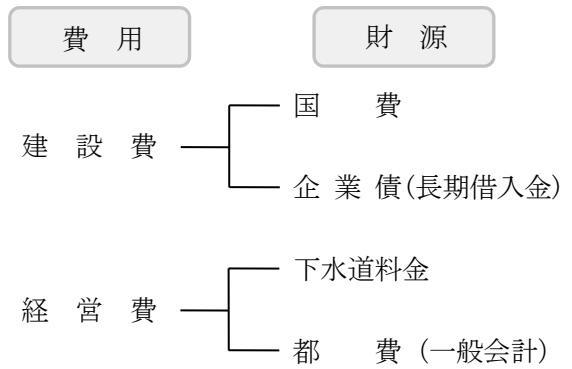 費用 財源
国費
建設費
企業債(長期借入金)
下水道料金
経営費
都費(一般会計)